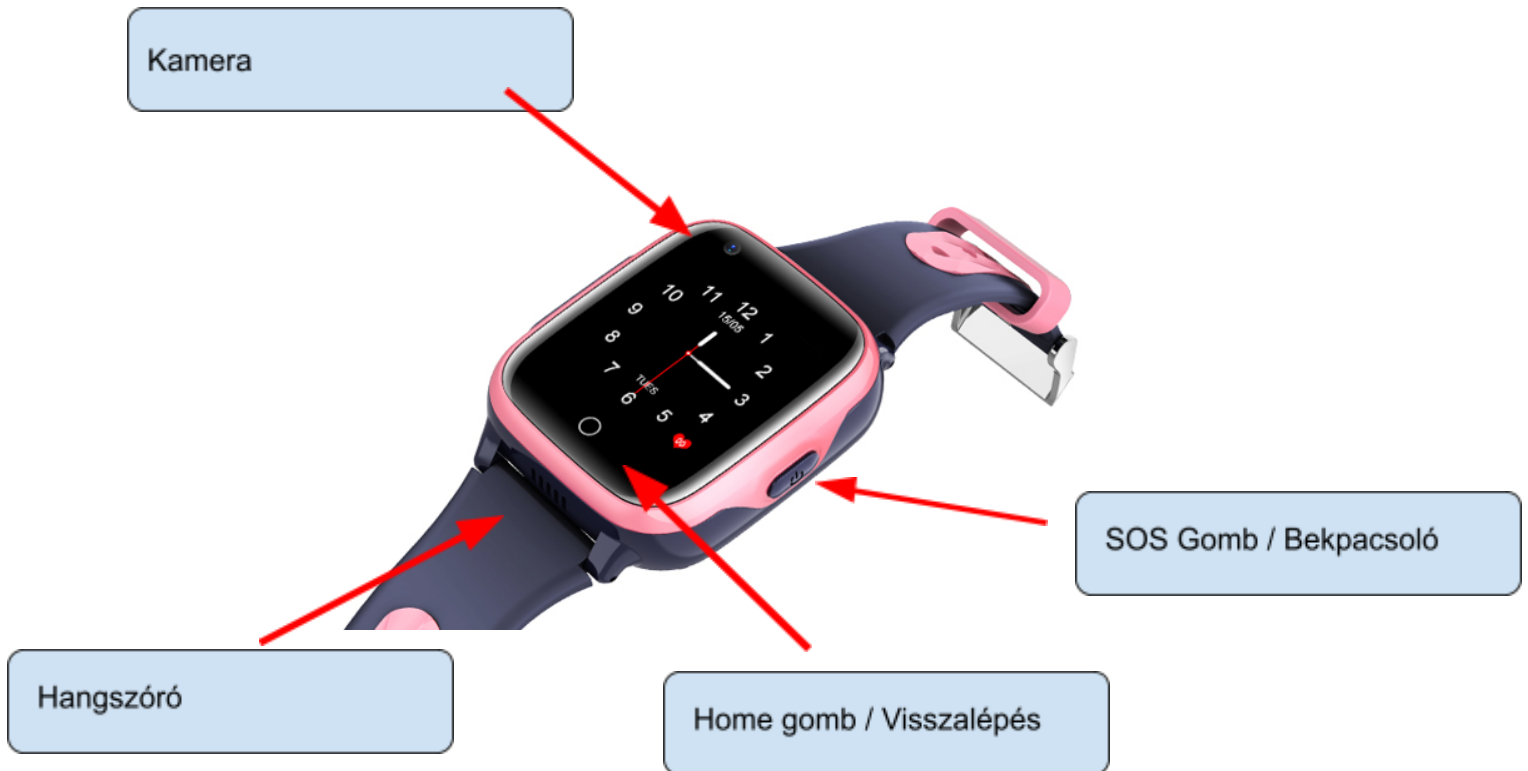 Kamera
10 11 12
9 15/05 1
8 2
7 TUES 3
6 5 4
00
SOS Gomb / Bekpacsoló
Hangszóró
Home gomb / Visszalépés